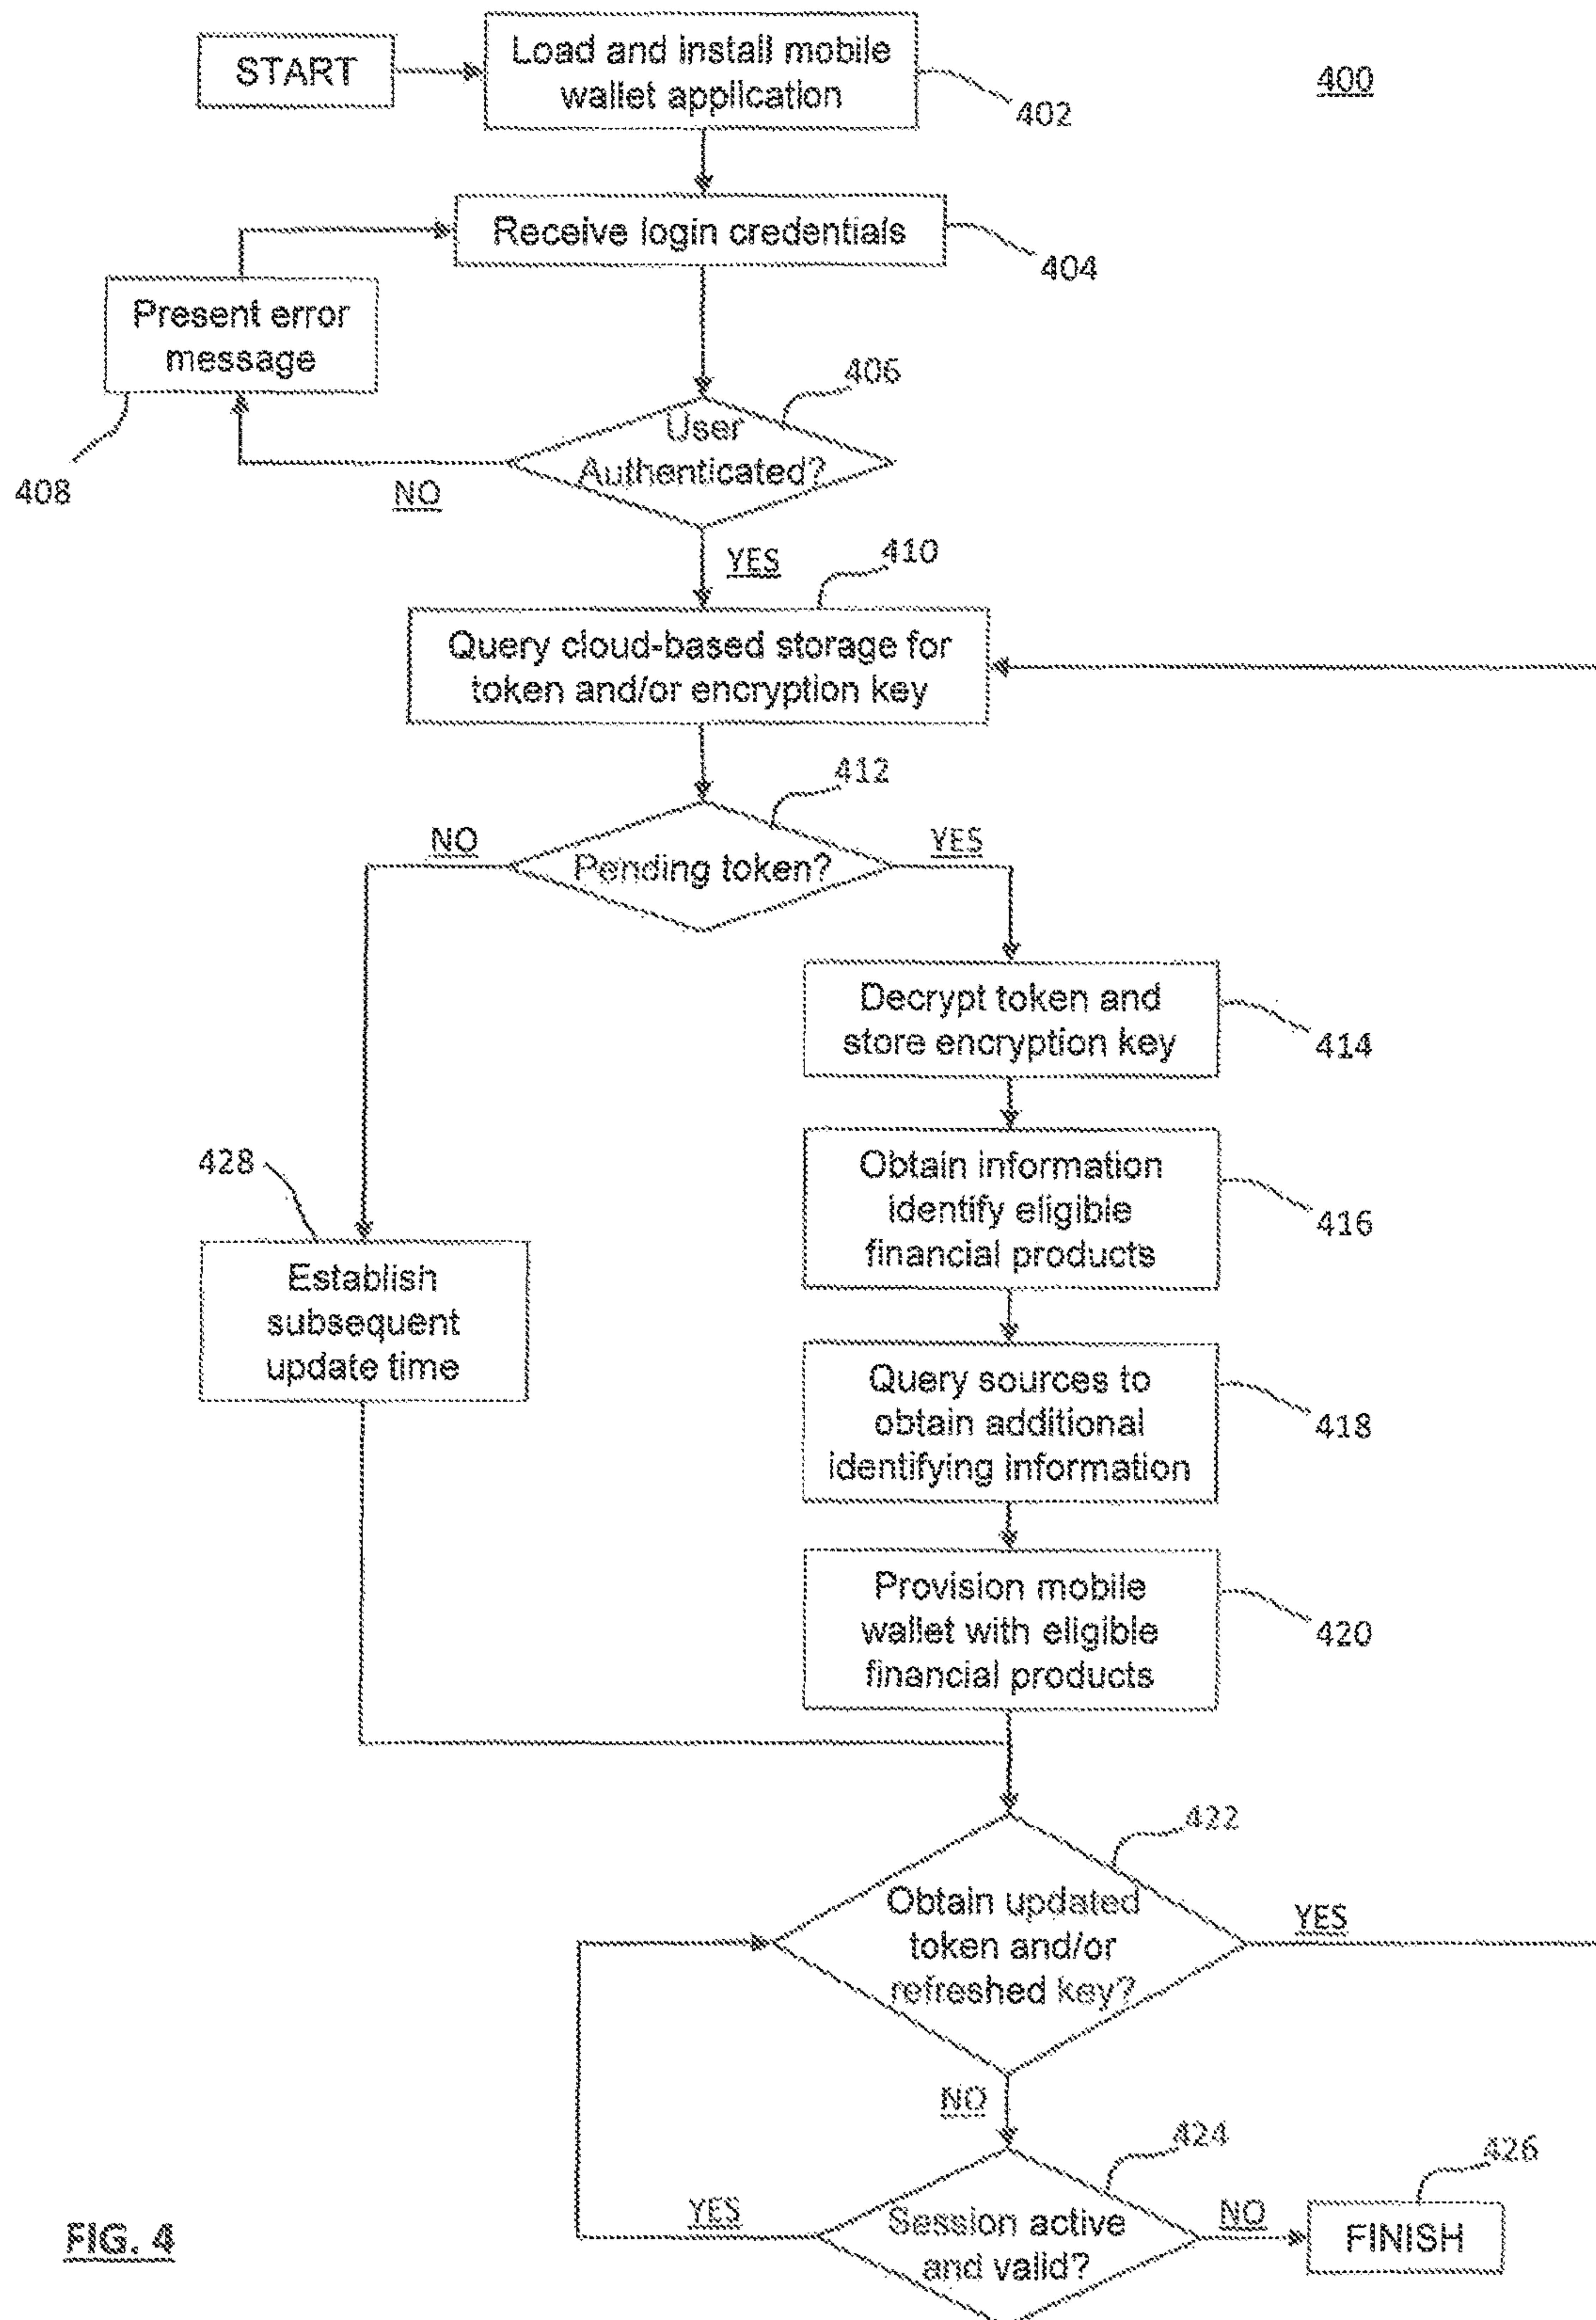 START
Load and install mobile
wallet application
400
402
Receive login credentials
404
Present error
message
406
User
Authenticated?
408
NO
YES
410
Query cloud-based storage for
token and/or encryption key
412
NO
YES
Pending token?
Decrypt token and
store encryption key
414
428
Obtain information
identify eligible
financial products
416
Establish
subsequent
update time
Query sources to
obtain additional
identifying information
418
Provision mobile
wallet with eligible
financial products
420
422
Obtain updated
token and/or
refreshed key?
YES
NO
424
426
YES
Session active
and valid?
NO
FINISH
FIG. 4